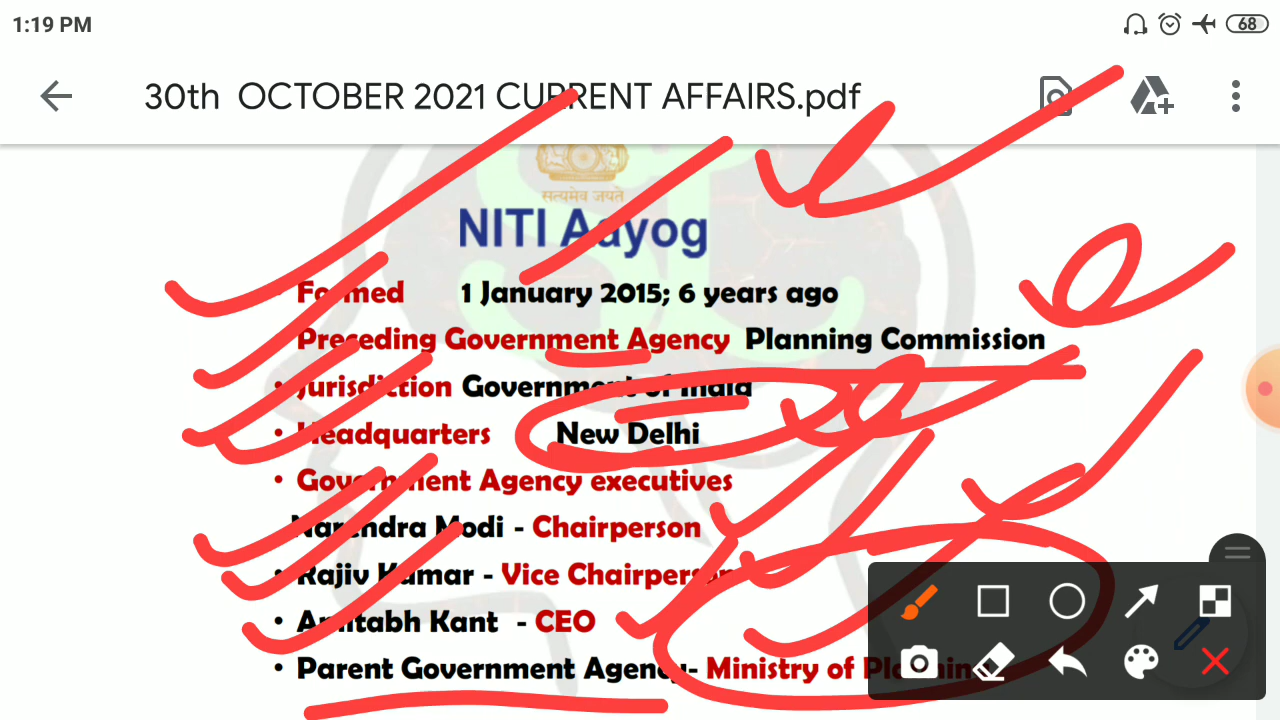 1:19 PM 68
30th OCTOBER 2021 CURRENT AFFAIRS.pdf
सत्यमेव जयते
NITI Aayog
Formed 1 January 2015; 6 years ago
Preceding Government Agency Planning Commission
• Jurisdiction Government of India
• Headquarters New Delhi
• Government Agency executives
Narendra Modi - Chairperson
• Rajiv Kumar - Vice Chairperson
• Amitabh Kant - CEO
• Parent Government Agency- Ministry of Planning